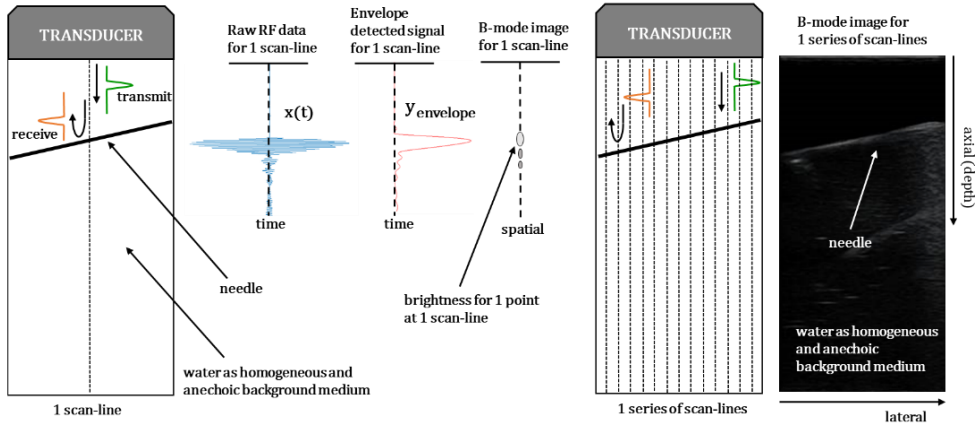 TRANSDUCER
transmit
receive
1 scan-line
needle
water as homogeneous and
anechoic background medium
Raw RF data
for 1 scan-line
x(t)
time
Envelope
detected signal
for 1 scan-line
y envelope
time
B-mode image
for 1 scan-line
spatial
brightness for 1 point
at 1 scan-line
TRANSDUCER
1 series of scan-lines
B-mode image for
1 series of scan-lines
needle
water as homogeneous
and anechoic
background medium
axial (depth)
lateral